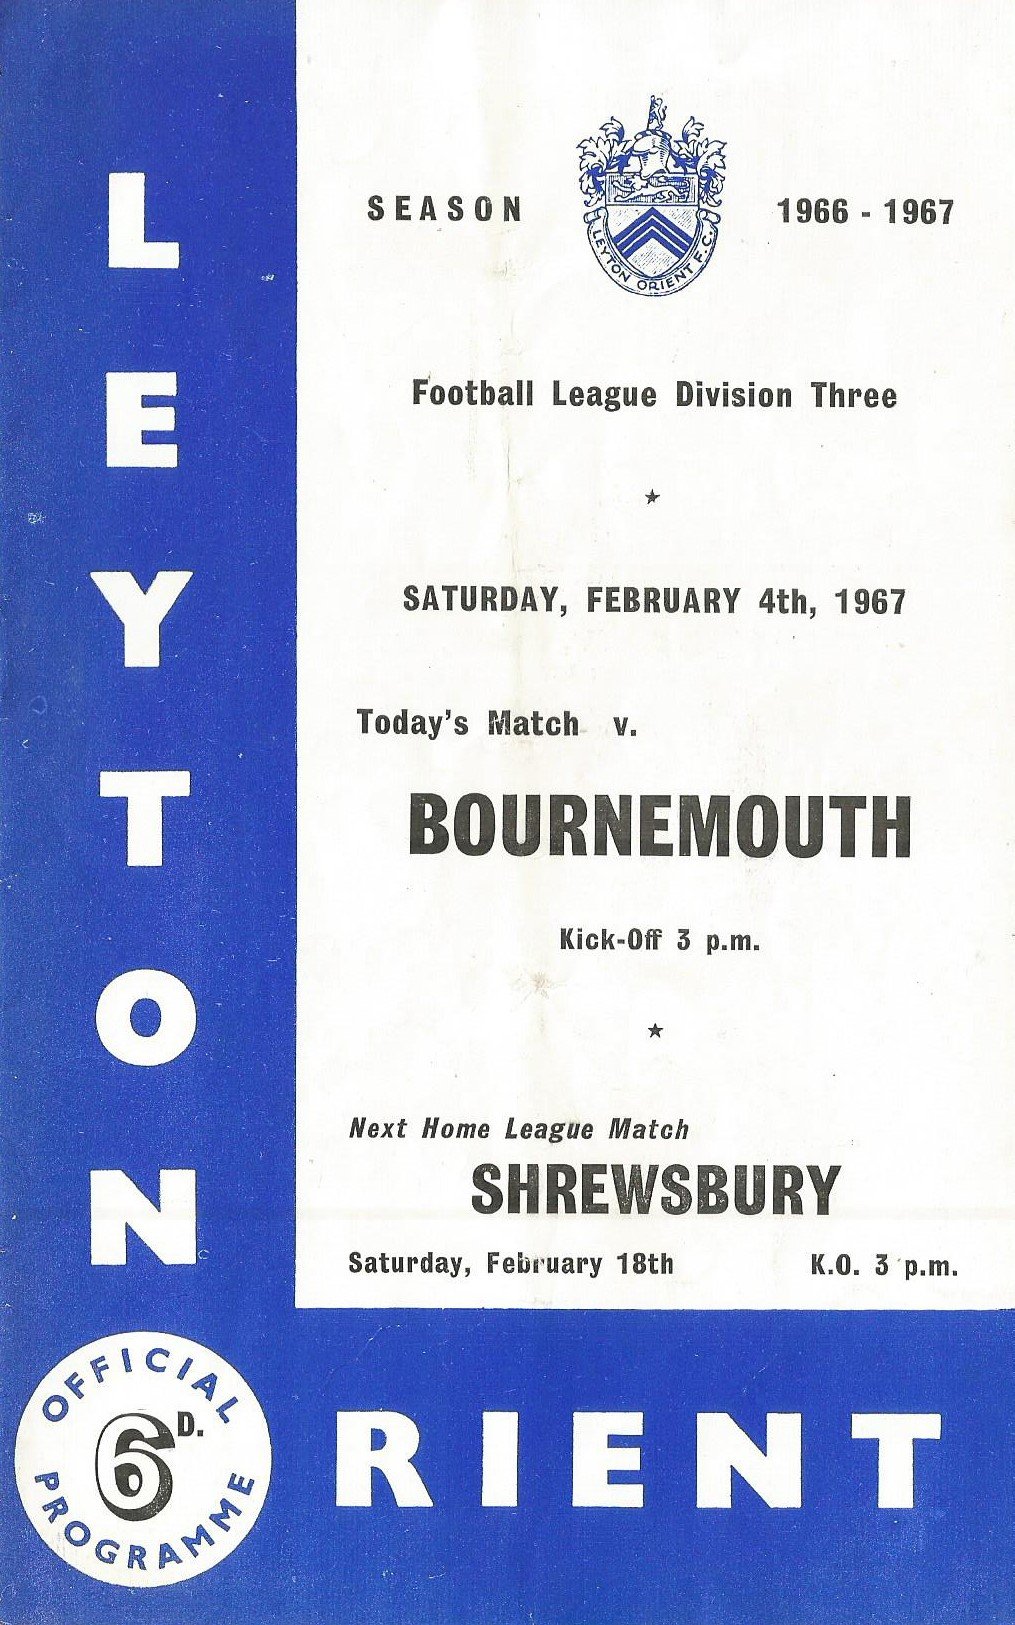 LEYTON
SEASON 1966 - 1967
LEYTON ORIENT F.C.
Football League Division Three
SATURDAY, FEBRUARY 4th, 1967
Today's Match v.
BOURNEMOUTH
Kick-Off 3 p.m.
Next Home League Match
SHREWSBURY
Saturday, February 18th K.O. 3 p.m.
OFFICIAL
6D.
PROGRAMME
RIENT